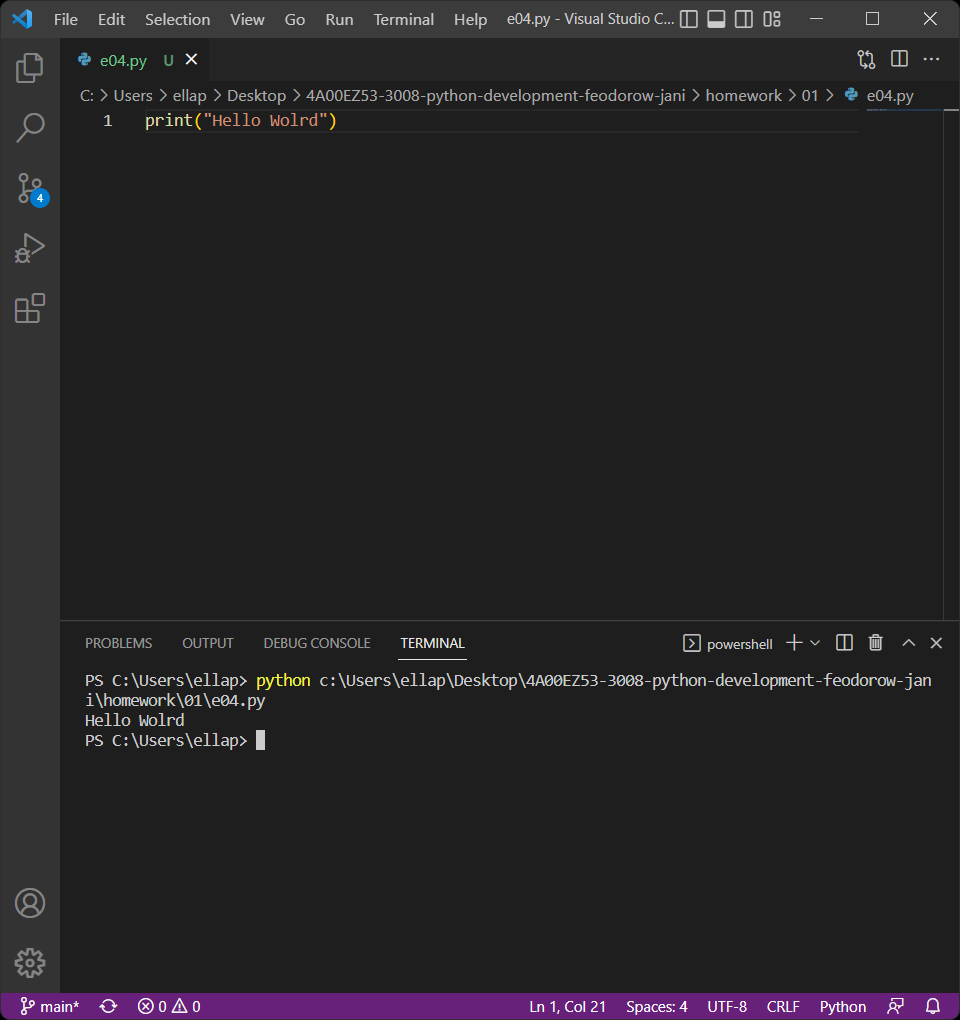 File Edit Selection View Go Run Terminal Help e04.py - Visual Studio C...
e04.py U
C: > Users > ellap > Desktop > 4A00EZ53-3008-python-development-feodorow-jani > homework > 01 > e04.py
1 print("Hello Wolrd")
4
PROBLEMS OUTPUT DEBUG CONSOLE TERMINAL powershell
PS C:\Users\ellap> python c:\Users\ellap\Desktop\4A00EZ53-3008-python-development-feodorow-jan
i\homework\01\e04.py
Hello Wolrd
PS C:\Users\ellap>
main* 0 0 Ln 1, Col 21 Spaces: 4 UTF-8 CRLF Python